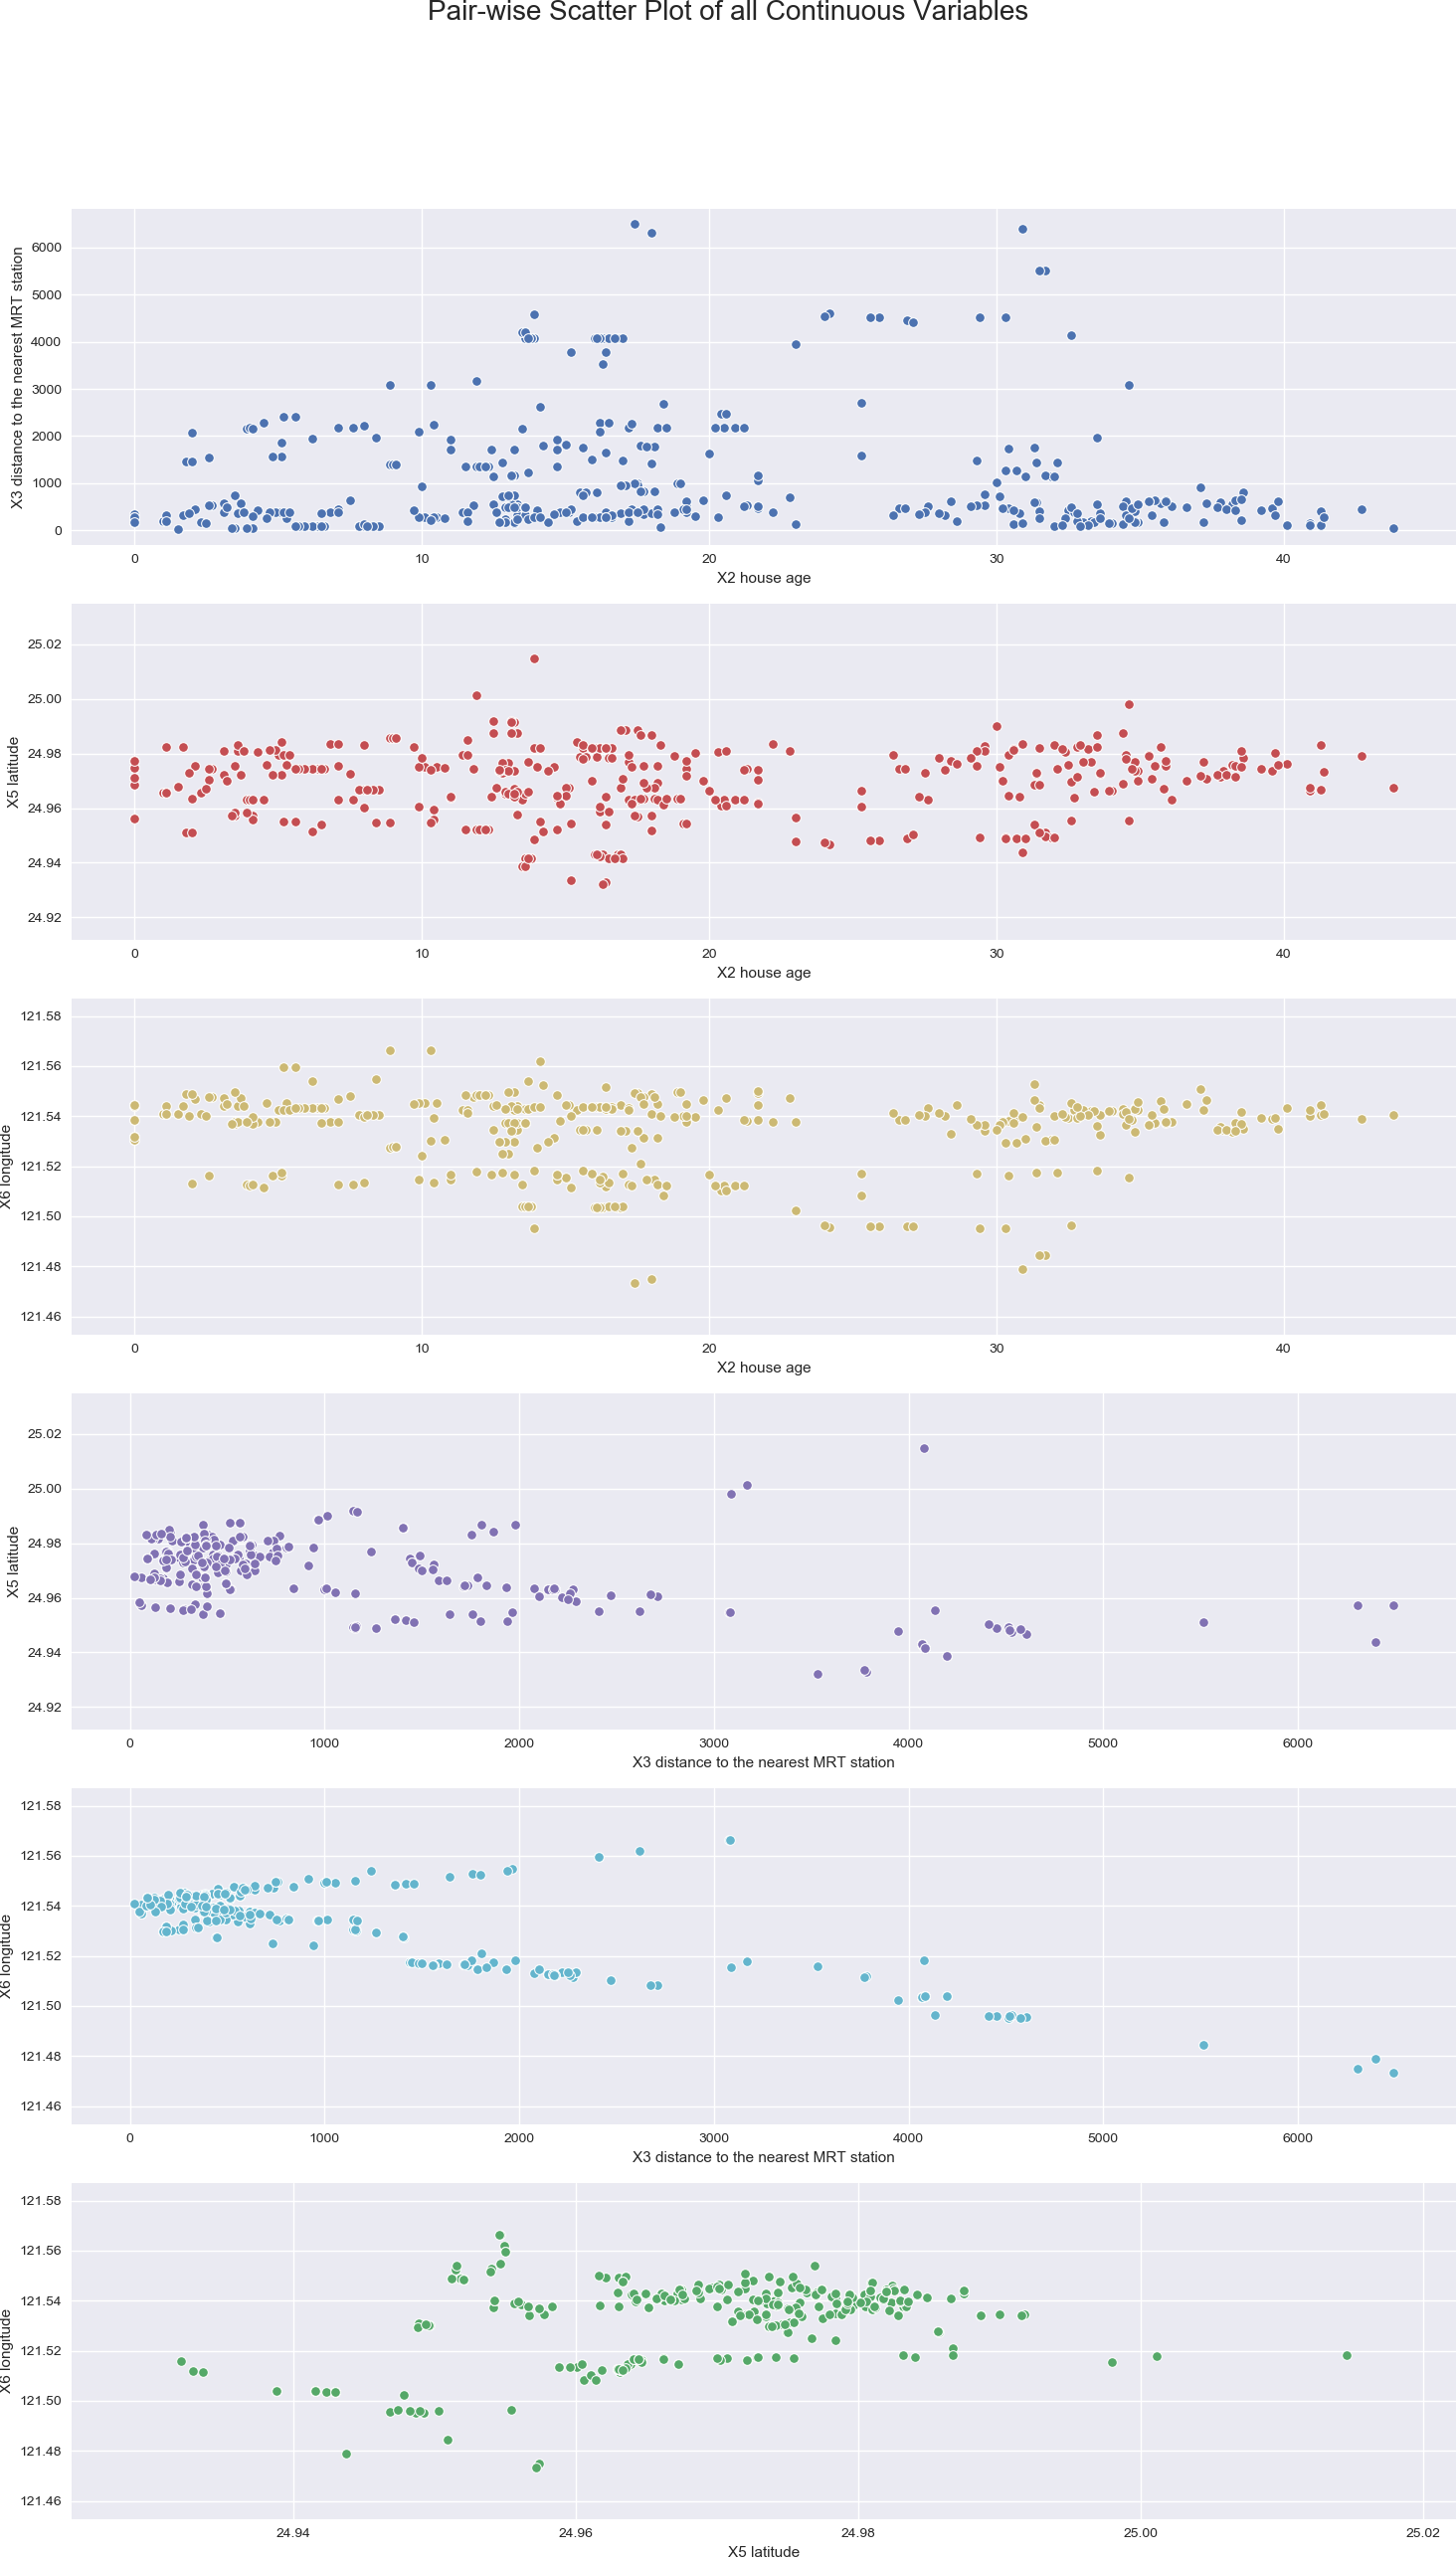 Pair-wise Scatter Plot of all Continuous Variables
X3 distance to the nearest MRT station
6000
5000
4000
3000
2000
1000
0
0 10 20 30 40
X2 house age
X5 latitude
25.02
25.00
24.98
24.96
24.94
24.92
0 10 20 30 40
X2 house age
X6 longitude
121.58
121.56
121.54
121.52
121.50
121.48
121.46
0 10 20 30 40
X2 house age
X5 latitude
25.02
25.00
24.98
24.96
24.94
24.92
0 1000 2000 3000 4000 5000 6000
X3 distance to the nearest MRT station
X6 longitude
121.58
121.56
121.54
121.52
121.50
121.48
121.46
0 1000 2000 3000 4000 5000 6000
X3 distance to the nearest MRT station
X6 longitude
121.58
121.56
121.54
121.52
121.50
121.48
121.46
24.94 24.96 24.98 25.00 25.02
X5 latitude